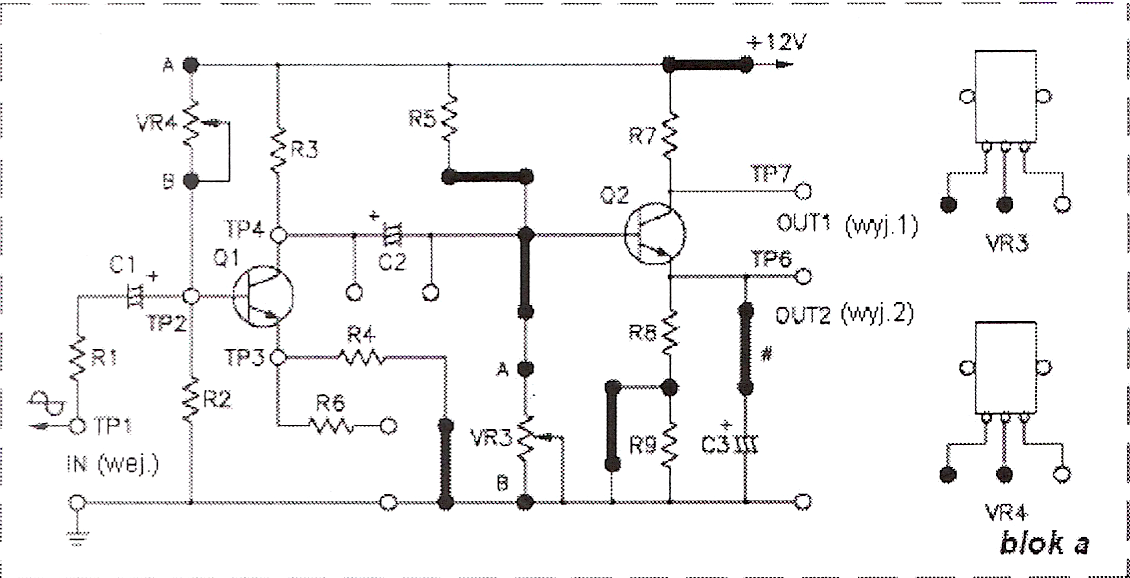 +12V
A
VR4
B
R3
R5
R7
TP7
Q2
OUT1 (wyj.1)
VR3
TP4
+
C2
TP6
C1
+
Q1
TP2
OUT2 (wyj.2)
R8
R4
TP3
A
#
R1
R2
R6
TP1
VR3
R9
+
C3
IN (wej.)
B
VR4
blok a